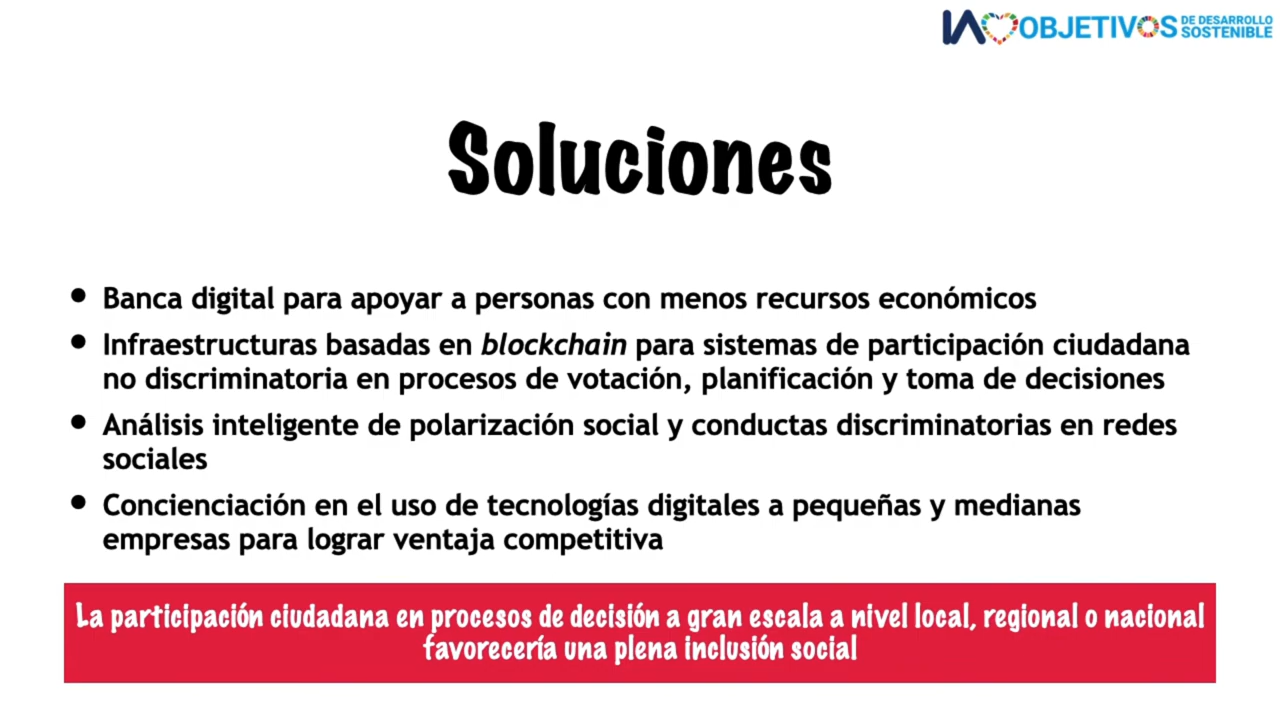 IA OBJETIVOS DE DESARROLLO
SOSTENIBLE
Soluciones
• Banca digital para apoyar a personas con menos recursos económicos
• Infraestructuras basadas en blockchain para sistemas de participación ciudadana
no discriminatoria en procesos de votación, planificación y toma de decisiones
• Análisis inteligente de polarización social y conductas discriminatorias en redes
sociales
• Concienciación en el uso de tecnologías digitales a pequeñas y medianas
empresas para lograr ventaja competitiva
La participación ciudadana en procesos de decisión a gran escala a nivel local, regional o nacional
favorecería una plena inclusión social